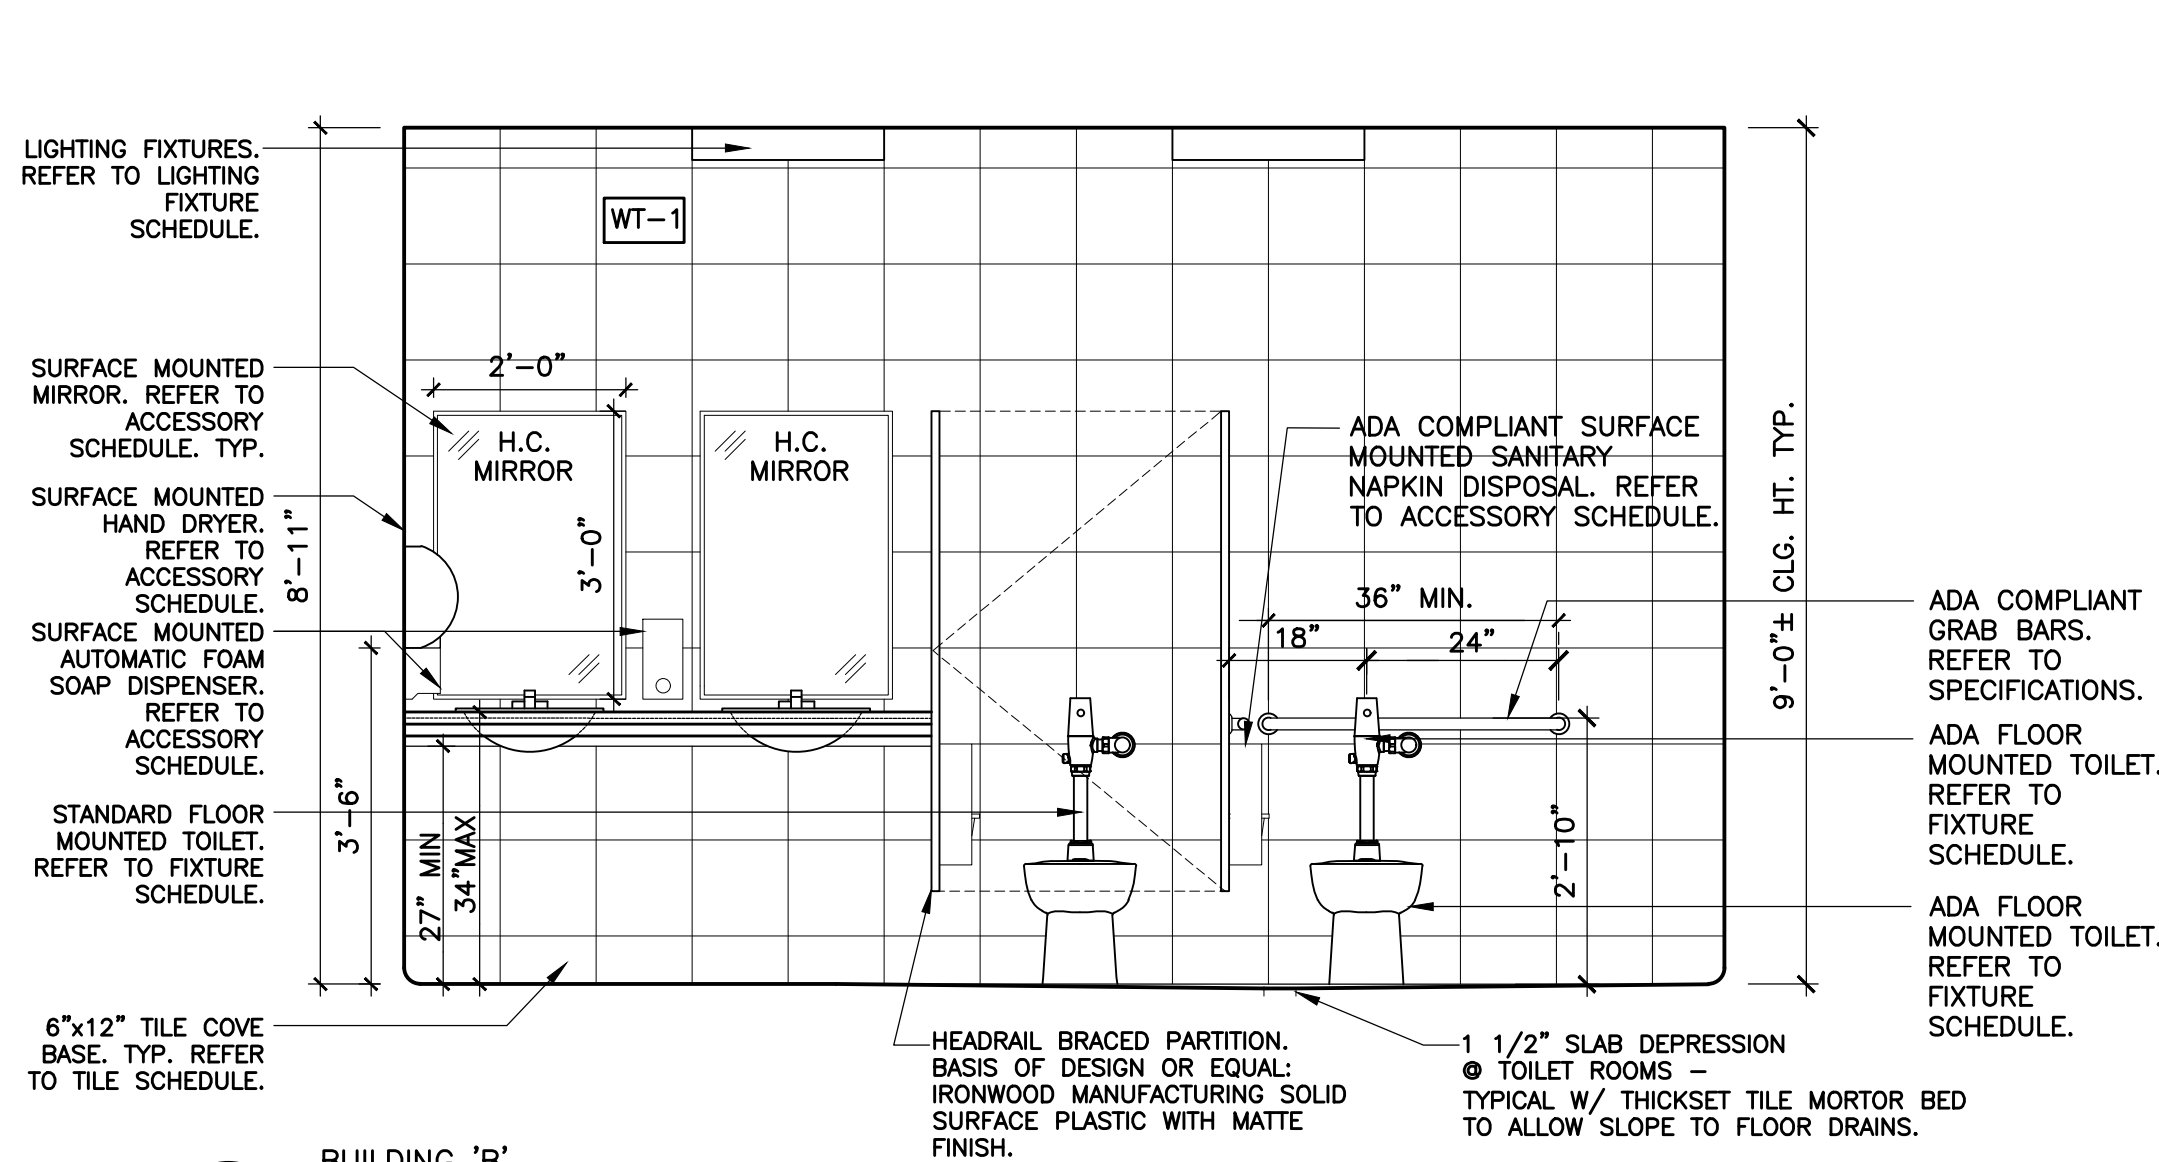 LIGHTING FIXTURES.
REFER TO LIGHTING
FIXTURE
SCHEDULE.
WT-1
SURFACE MOUNTED
MIRROR. REFER TO
ACCESSORY
SCHEDULE. TYP.
SURFACE MOUNTED
HAND DRYER.
REFER TO
ACCESSORY
SCHEDULE.
SURFACE MOUNTED
AUTOMATIC FOAM
SOAP DISPENSER.
REFER TO
ACCESSORY
SCHEDULE.
STANDARD FLOOR
MOUNTED TOILET.
REFER TO FIXTURE
SCHEDULE.
6"x12" TILE COVE
BASE. TYP. REFER
TO TILE SCHEDULE.
8'-11"
3'-6"
27" MIN
34"MAX
2'-0"
H.C.
MIRROR
3'-0"
H.C.
MIRROR
ADA COMPLIANT SURFACE
MOUNTED SANITARY
NAPKIN DISPOSAL. REFER
TO ACCESSORY SCHEDULE.
36" MIN.
18"
24"
2'-10"
9'-0"± CLG. HT. TYP.
ADA COMPLIANT
GRAB BARS.
REFER TO
SPECIFICATIONS.
ADA FLOOR
MOUNTED TOILET.
REFER TO
FIXTURE
SCHEDULE.
ADA FLOOR
MOUNTED TOILET.
REFER TO
FIXTURE
SCHEDULE.
HEADRAIL BRACED PARTITION.
BASIS OF DESIGN OR EQUAL:
IRONWOOD MANUFACTURING SOLID
SURFACE PLASTIC WITH MATTE
FINISH.
1 1/2" SLAB DEPRESSION
@ TOILET ROOMS -
TYPICAL W/ THICKSET TILE MORTOR BED
TO ALLOW SLOPE TO FLOOR DRAINS.
BUILDING 'B'